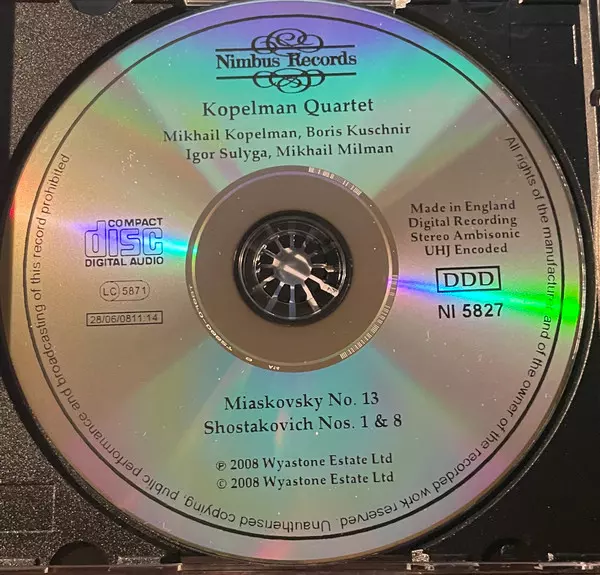 Nimbus Records
Kopelman Quartet
Mikhail Kopelman, Boris Kuschnir
Igor Sulyga, Mikhail Milman
COMPACT
disc
DIGITAL AUDIO
LC 5871
28/06/0811:14
Made in England
Digital Recording
Stereo Ambisonic
UHJ Encoded
DDD
NI 5827
Miaskovsky No. 13
Shostakovich Nos. 1 & 8
℗ 2008 Wyastone Estate Ltd
© 2008 Wyastone Estate Ltd
All rights of the manufacturer and of the owner of the recorded work reserved. Unauthorised copying, public performance and broadcasting of this record prohibited.